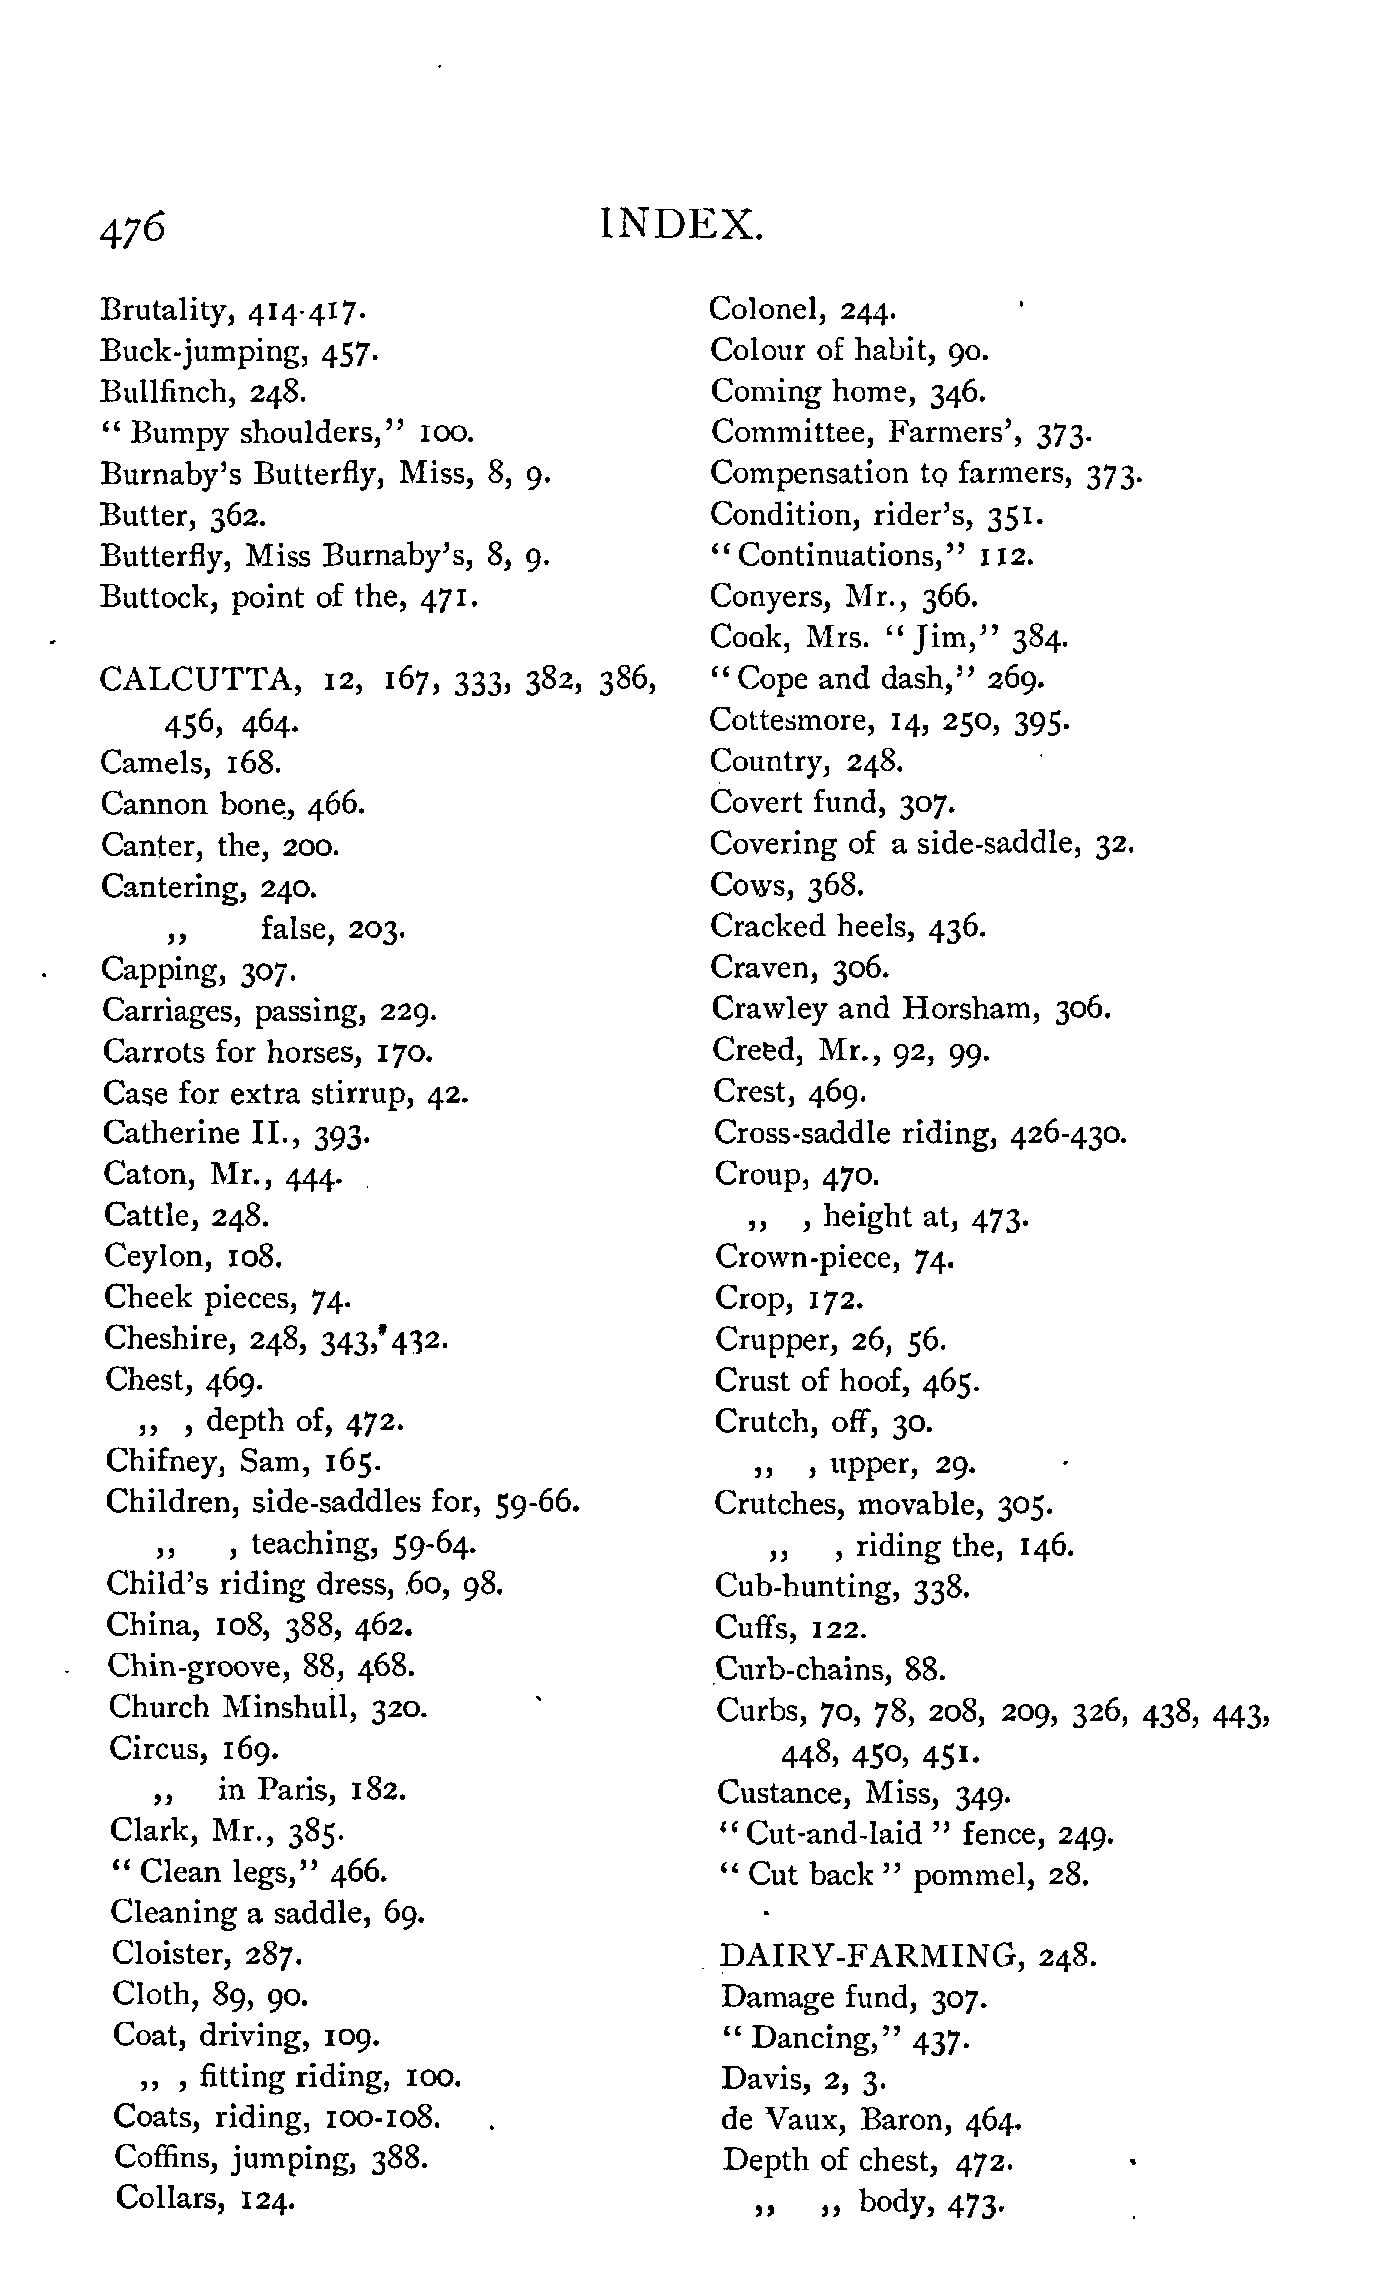 476
INDEX.
Brutality, 414-417.
Buck-jumping, 457.
Bullfinch, 248.
“ Bumpy shoulders,” 100.
Burnaby’s Butterfly, Miss, 8, 9.
Butter, 362.
Butterfly, Miss Burnaby’s, 8, 9.
Buttock, point of the, 471.
CALCUTTA, 12, 167, 333, 382, 386,
456, 464.
Camels, 168.
Cannon bone, 466.
Canter, the, 200.
Cantering, 240.
,, false, 203.
Capping, 307.
Carriages, passing, 229.
Carrots for horses, 170.
Case for extra stirrup, 42.
Catherine II., 393.
Caton, Mr., 444.
Cattle, 248.
Ceylon, 108.
Cheek pieces, 74.
Cheshire, 248, 343, 432.
Chest, 469.
,, , depth of, 472.
Chifney, Sam, 165.
Children, side-saddles for, 59-66.
,, , teaching, 59-64.
Child’s riding dress, 60, 98.
China, 108, 388, 462.
Chin-groove, 88, 468.
Church Minshull, 320.
Circus, 169.
,, in Paris, 182.
Clark, Mr., 385.
“ Clean legs,” 466.
Cleaning a saddle, 69.
Cloister, 287.
Cloth, 89, 90.
Coat, driving, 109.
,, , fitting riding, 100.
Coats, riding, 100-108.
Coffins, jumping, 388.
Collars, 124.
Colonel, 244.
Colour of habit, 90.
Coming home, 346.
Committee, Farmers’, 373.
Compensation to farmers, 373.
Condition, rider’s, 351.
“ Continuations,” 112.
Conyers, Mr., 366.
Cook, Mrs. “ Jim,” 384.
“ Cope and dash,” 269.
Cottesmore, 14, 250, 395.
Country, 248.
Covert fund, 307.
Covering of a side-saddle, 32.
Cows, 368.
Cracked heels, 436.
Craven, 306.
Crawley and Horsham, 306.
Creed, Mr., 92, 99.
Crest, 469.
Cross-saddle riding, 426-430.
Croup, 470.
,, , height at, 473.
Crown-piece, 74.
Crop, 172.
Crupper, 26, 56.
Crust of hoof, 465.
Crutch, off, 30.
,, , upper, 29.
Crutches, movable, 305.
,, , riding the, 146.
Cub-hunting, 338.
Cuffs, 122.
Curb-chains, 88.
Curbs, 70, 78, 208, 209, 326, 438, 443,
448, 450, 451.
Custance, Miss, 349.
“ Cut-and-laid ” fence, 249.
“ Cut back ” pommel, 28.
DAIRY-FARMING, 248.
Damage fund, 307.
“ Dancing,” 437.
Davis, 2, 3.
de Vaux, Baron, 464.
Depth of chest, 472.
,, ,, body, 473.